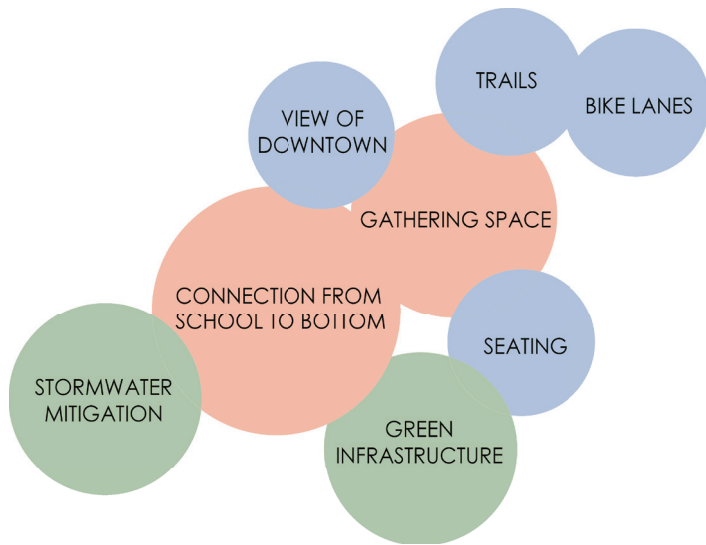 TRAILS
BIKE LANES
VIEW OF
DOWNTOWN
GATHERING SPACE
CONNECTION FROM
SCHOOL TO BOTTOM
SEATING
STORMWATER
MITIGATION
GREEN
INFRASTRUCTURE